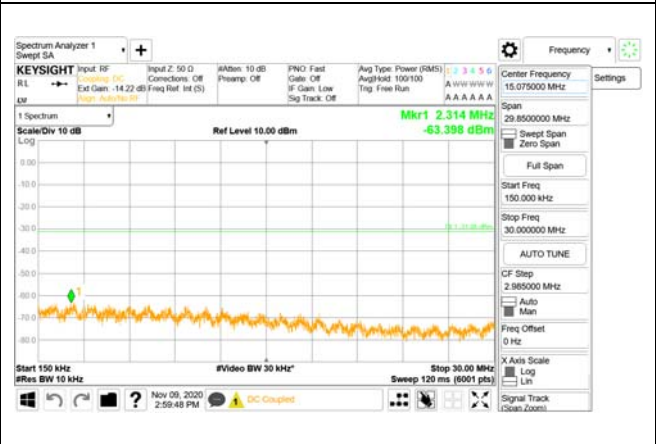 Spectrum Analyzer 1
Swept SA
Frequency
KEYSIGHT
RL
Input: RF
Coupling: DC
Ext Gain: -14.22 dB
Align: Auto/No RF
Input Z: 50 Ω
Corrections: Off
Freq Ref: Int (S)
#Atten: 10 dB
Preamp: Off
PNO: Fast
Gate: Off
IF Gain: Low
Sig Track: Off
Avg Type: Power (RMS)
Avg|Hold: 100/100
Trig: Free Run
1 2 3 4 5 6
A W W W W W
A A A A A A
1 Spectrum
Scale/Div 10 dB
Ref Level 10.00 dBm
Mkr1 2.314 MHz
-63.398 dBm
Log
0.00
-10.0
-20.0
-30.0
-40.0
-50.0
-60.0
-70.0
-80.0
1
Start 150 kHz
#Res BW 10 kHz
#Video BW 30 kHz*
Stop 30.00 MHz
Sweep 120 ms (6001 pts)
Nov 09, 2020
2:59:48 PM
DC Coupled
Settings
Center Frequency
15.075000 MHz
Span
29.8500000 MHz
Swept Span
Zero Span
Full Span
Start Freq
150.000 kHz
Stop Freq
30.000000 MHz
AUTO TUNE
CF Step
2.985000 MHz
Auto
Man
Freq Offset
0 Hz
X Axis Scale
Log
Lin
Signal Track
(Span Zoom)